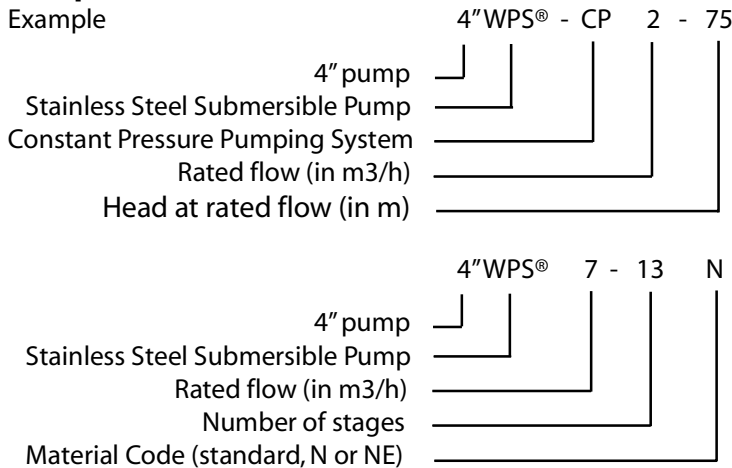 Example 4” WPS® - CP 2 - 75
4” pump
Stainless Steel Submersible Pump
Constant Pressure Pumping System
Rated flow (in m3/h)
Head at rated flow (in m)
4” WPS® 7 - 13 N
4” pump
Stainless Steel Submersible Pump
Rated flow (in m3/h)
Number of stages
Material Code (standard, N or NE)